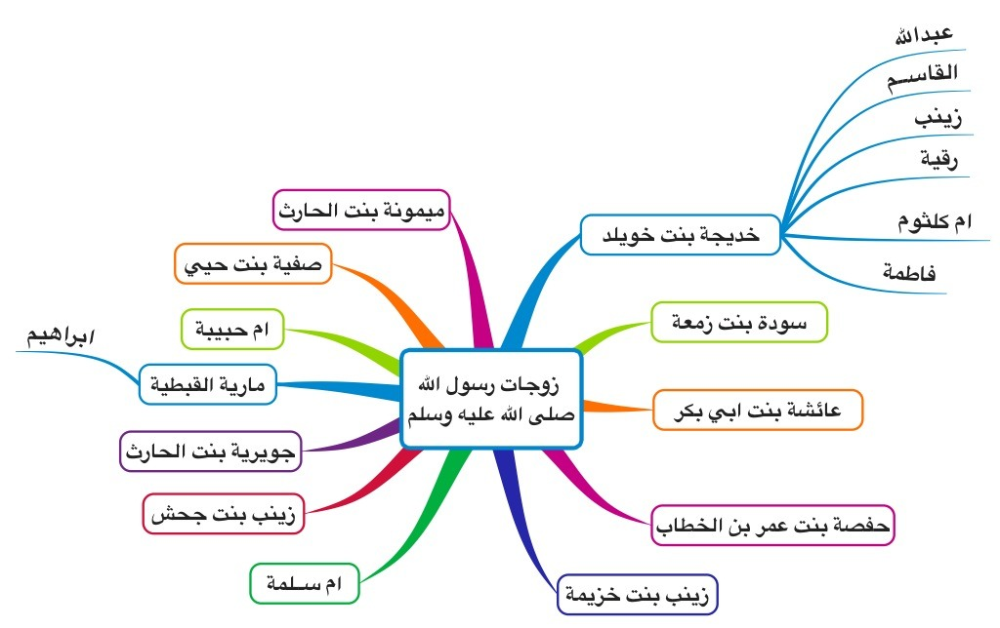 زوجات رسول الله
صلى الله عليه وسلم
خديجة بنت خويلد
عبدالله
القاسم
زينب
رقية
ام كلثوم
فاطمة
سودة بنت زمعة
عائشة بنت ابي بكر
حفصة بنت عمر بن الخطاب
زينب بنت خزيمة
ام سلمة
زينب بنت جحش
جويرية بنت الحارث
مارية القبطية
ابراهيم
ام حبيبة
صفية بنت حيي
ميمونة بنت الحارث